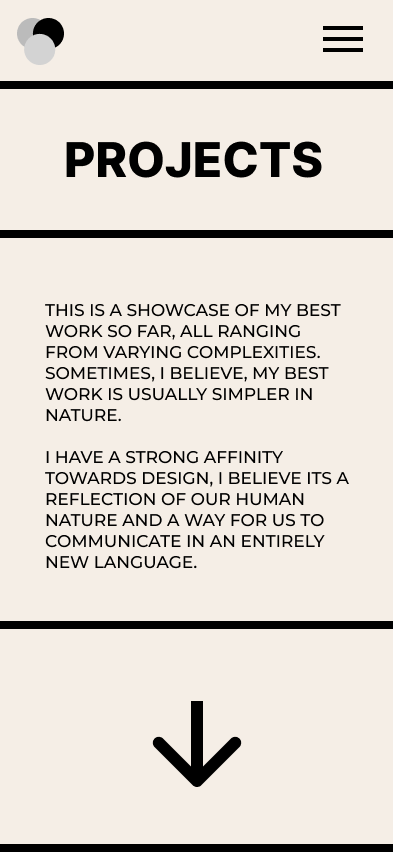 PROJECTS
THIS IS A SHOWCASE OF MY BEST
WORK SO FAR, ALL RANGING
FROM VARYING COMPLEXITIES.
SOMETIMES, I BELIEVE, MY BEST
WORK IS USUALLY SIMPLER IN
NATURE.
I HAVE A STRONG AFFINITY
TOWARDS DESIGN, I BELIEVE ITS A
REFLECTION OF OUR HUMAN
NATURE AND A WAY FOR US TO
COMMUNICATE IN AN ENTIRELY
NEW LANGUAGE.